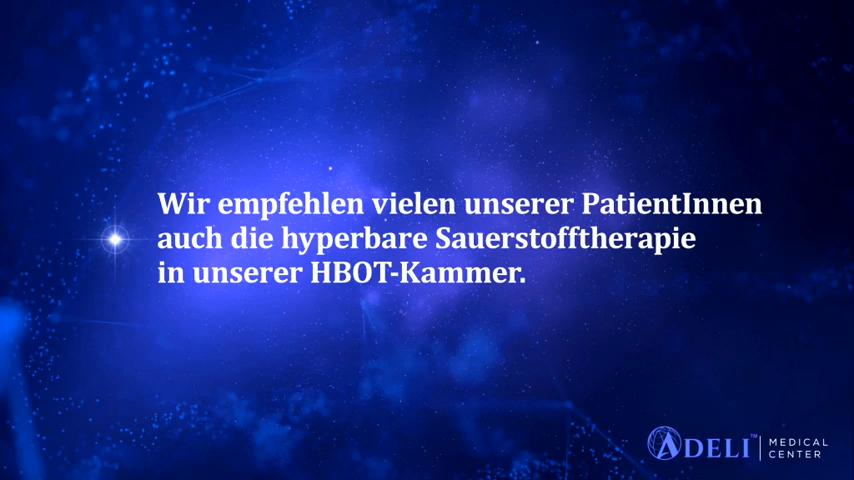 Wir empfehlen vielen unserer PatientInnen
auch die hyperbare Sauerstofftherapie
in unserer HBOT-Kammer.
ADELI™ MEDICAL
CENTER